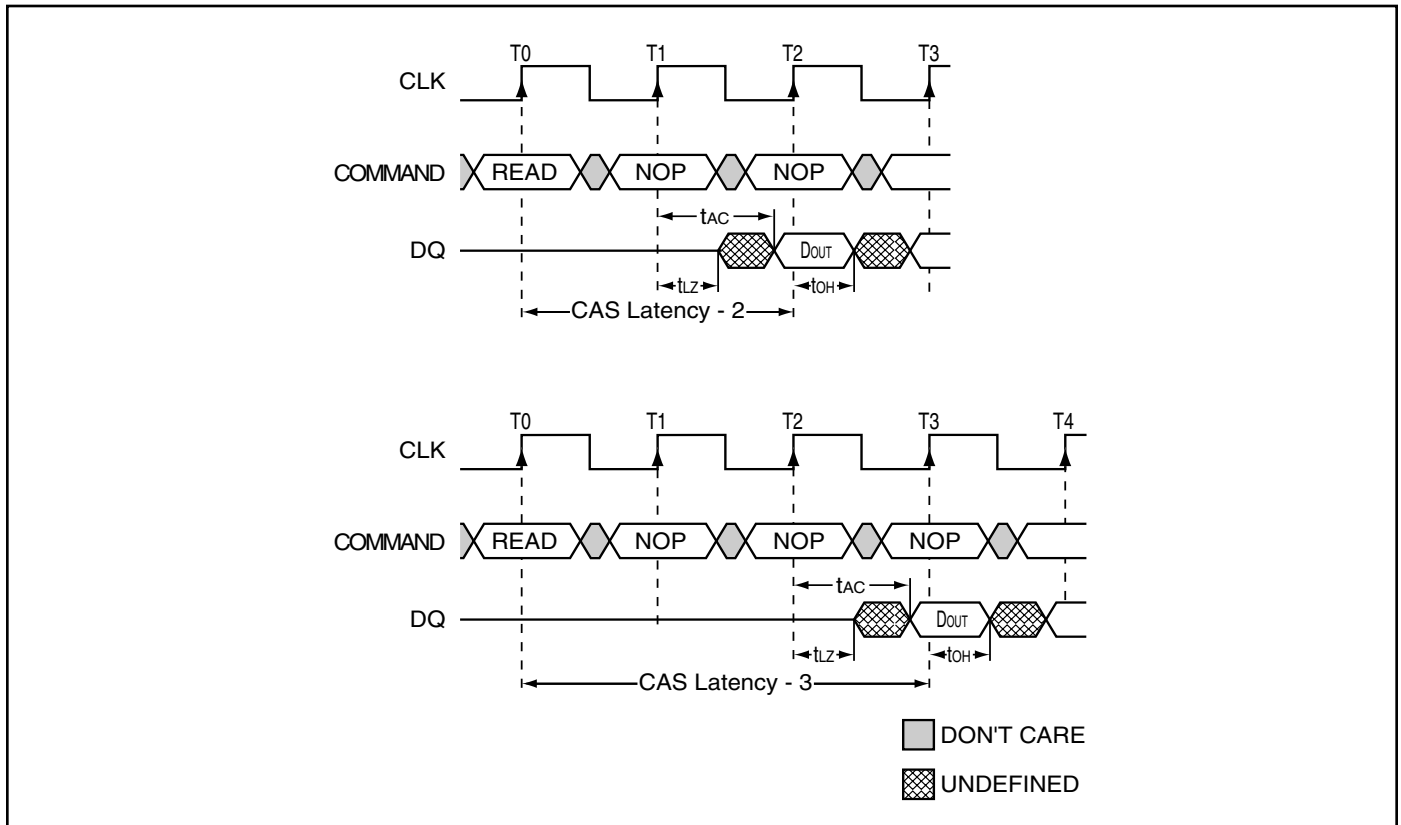 T0 T1 T2 T3
CLK
COMMAND READ NOP NOP
tAC
DQ DOUT
tLZ tOH
CAS Latency - 2
T0 T1 T2 T3 T4
CLK
COMMAND READ NOP NOP NOP
tAC
DQ DOUT
tLZ tOH
CAS Latency - 3
DON'T CARE
UNDEFINED